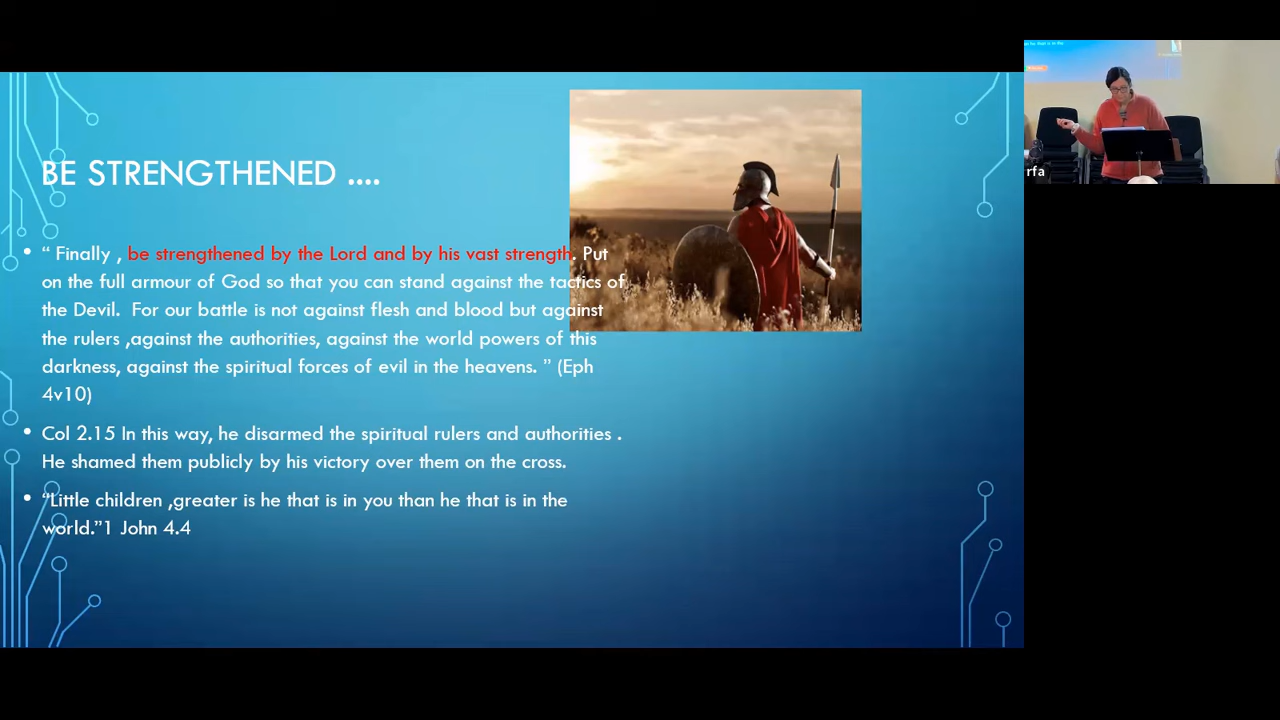 BE STRENGTHENED ....
• “ Finally , be strengthened by the Lord and by his vast strength. Put
on the full armour of God so that you can stand against the tactics of
the Devil.  For our battle is not against flesh and blood but against
the rulers ,against the authorities, against the world powers of this
darkness, against the spiritual forces of evil in the heavens. ” (Eph
4v10)
• Col 2.15 In this way, he disarmed the spiritual rulers and authorities .
He shamed them publicly by his victory over them on the cross.
• “Little children ,greater is he that is in you than he that is in the
world.”1 John 4.4
rfa